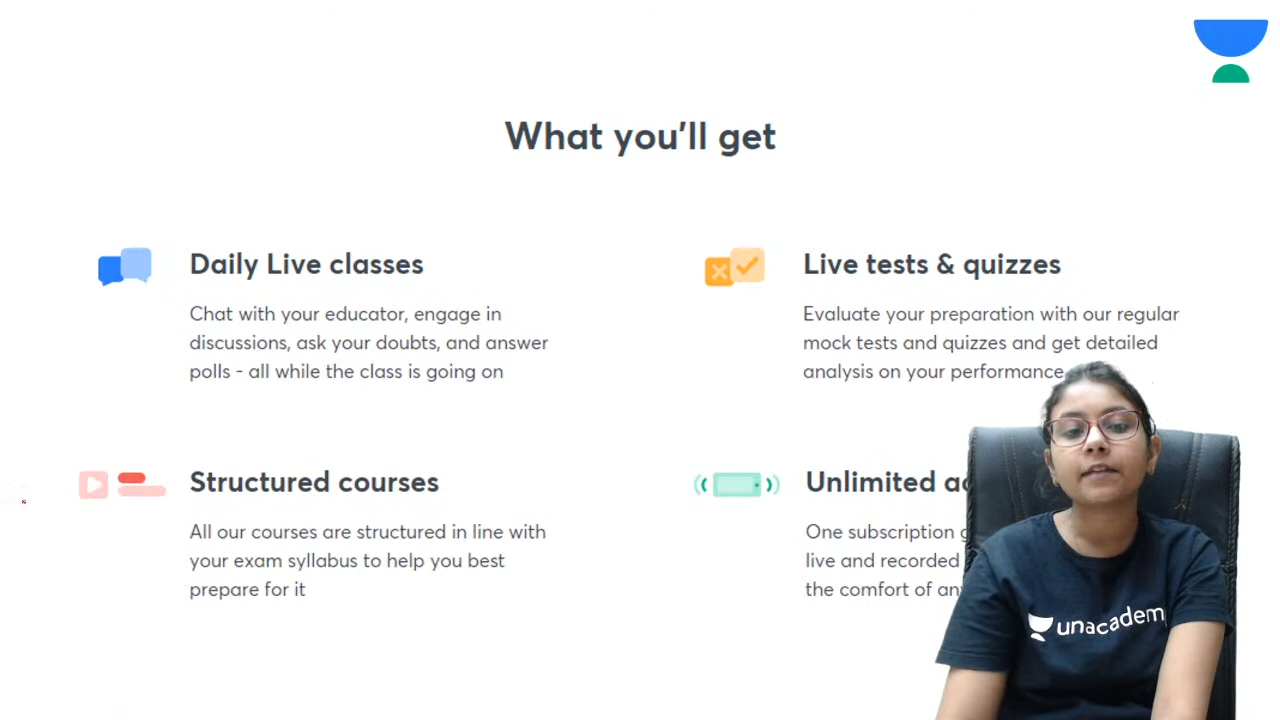 What you'll get
Daily Live classes
Chat with your educator, engage in
discussions, ask your doubts, and answer
polls - all while the class is going on
Live tests & quizzes
Evaluate your preparation with our regular
mock tests and quizzes and get detailed
analysis on your performance
Structured courses
All our courses are structured in line with
your exam syllabus to help you best
prepare for it
Unlimited
One subscription
live and recorded
the comfort of
unacadem